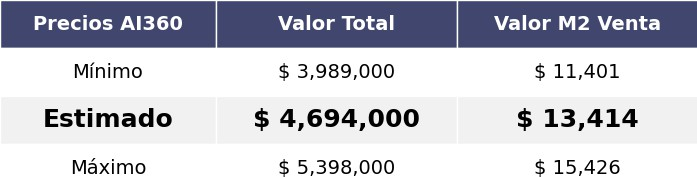 Precios AI360 Valor Total Valor M2 Venta
Mínimo $ 3,989,000 $ 11,401
Estimado $ 4,694,000 $ 13,414
Máximo $ 5,398,000 $ 15,426